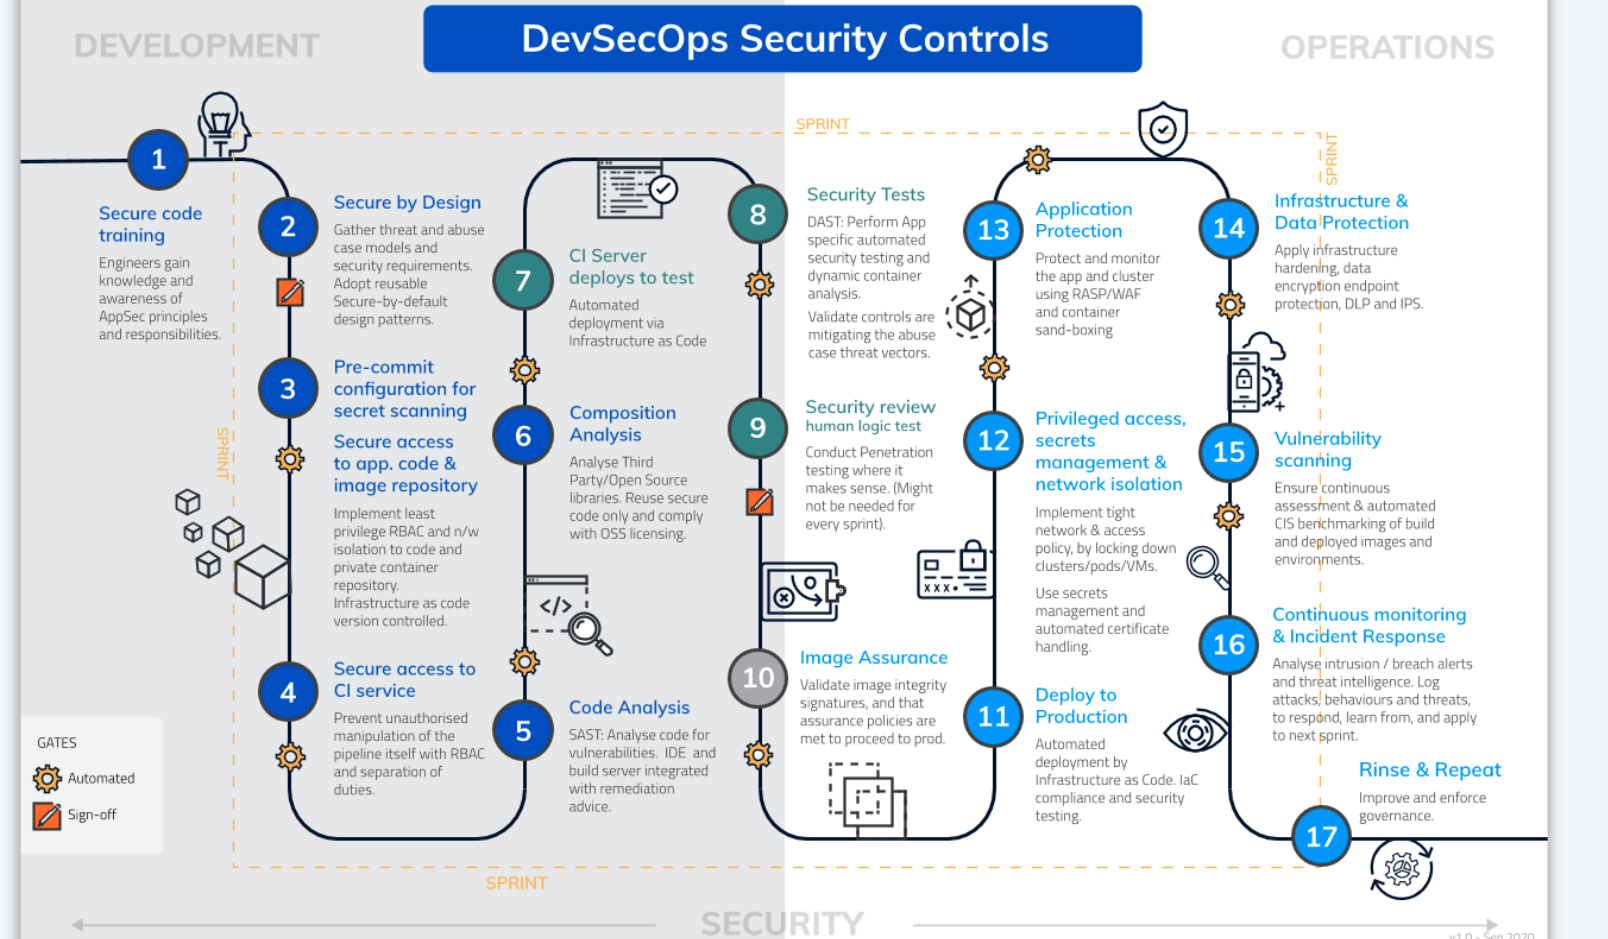 DEVELOPMENT
DevSecOps Security Controls
OPERATIONS
SPRINT
SPRINT
SPRINT
SPRINT
1
Secure code
training
Engineers gain
knowledge and
awareness of
AppSec principles
and responsibilities.
2
Secure by Design
Gather threat and abuse
case models and
security requirements.
Adopt reusable
Secure-by-default
design patterns.
3
Pre-commit
configuration for
secret scanning
Secure access
to app. code &
image repository
Implement least
privilege RBAC and n/w
isolation to code and
private container
repository.
Infrastructure as code
version controlled.
4
Secure access to
CI service
Prevent unauthorised
manipulation of the
pipeline itself with RBAC
and separation of
duties.
5
Code Analysis
SAST: Analyse code for
vulnerabilities. IDE and
build server integrated
with remediation
advice.
6
Composition
Analysis
Analyse Third
Party/Open Source
libraries. Reuse secure
code only and comply
with OSS licensing.
</>
7
CI Server
deploys to test
Automated
deployment via
Infrastructure as Code
8
Security Tests
DAST: Perform App
specific automated
security testing and
dynamic container
analysis.
Validate controls are
mitigating the abuse
case threat vectors.
9
Security review
human logic test
Conduct Penetration
testing where it
makes sense. (Might
not be needed for
every sprint).
10
Image Assurance
Validate image integrity
signatures, and that
assurance policies are
met to proceed to prod.
11
Deploy to
Production
Automated
deployment by
Infrastructure as Code. IaC
compliance and security
testing.
12
Privileged access,
secrets
management &
network isolation
Implement tight
network & access
policy, by locking down
clusters/pods/VMs.
Use secrets
management and
automated certificate
handling.
xxx
13
Application
Protection
Protect and monitor
the app and cluster
using RASP/WAF
and container
sand-boxing
14
Infrastructure &
Data Protection
Apply infrastructure
hardening, data
encryption endpoint
protection, DLP and IPS.
15
Vulnerability
scanning
Ensure continuous
assessment & automated
CIS benchmarking of build
and deployed images and
environments.
16
Continuous monitoring
& Incident Response
Analyse intrusion / breach alerts
and threat intelligence. Log
attacks, behaviours and threats,
to respond, learn from, and apply
to next sprint.
17
Rinse & Repeat
Improve and enforce
governance.
GATES
Automated
Sign-off
SECURITY
v1.0 - Sep 2020